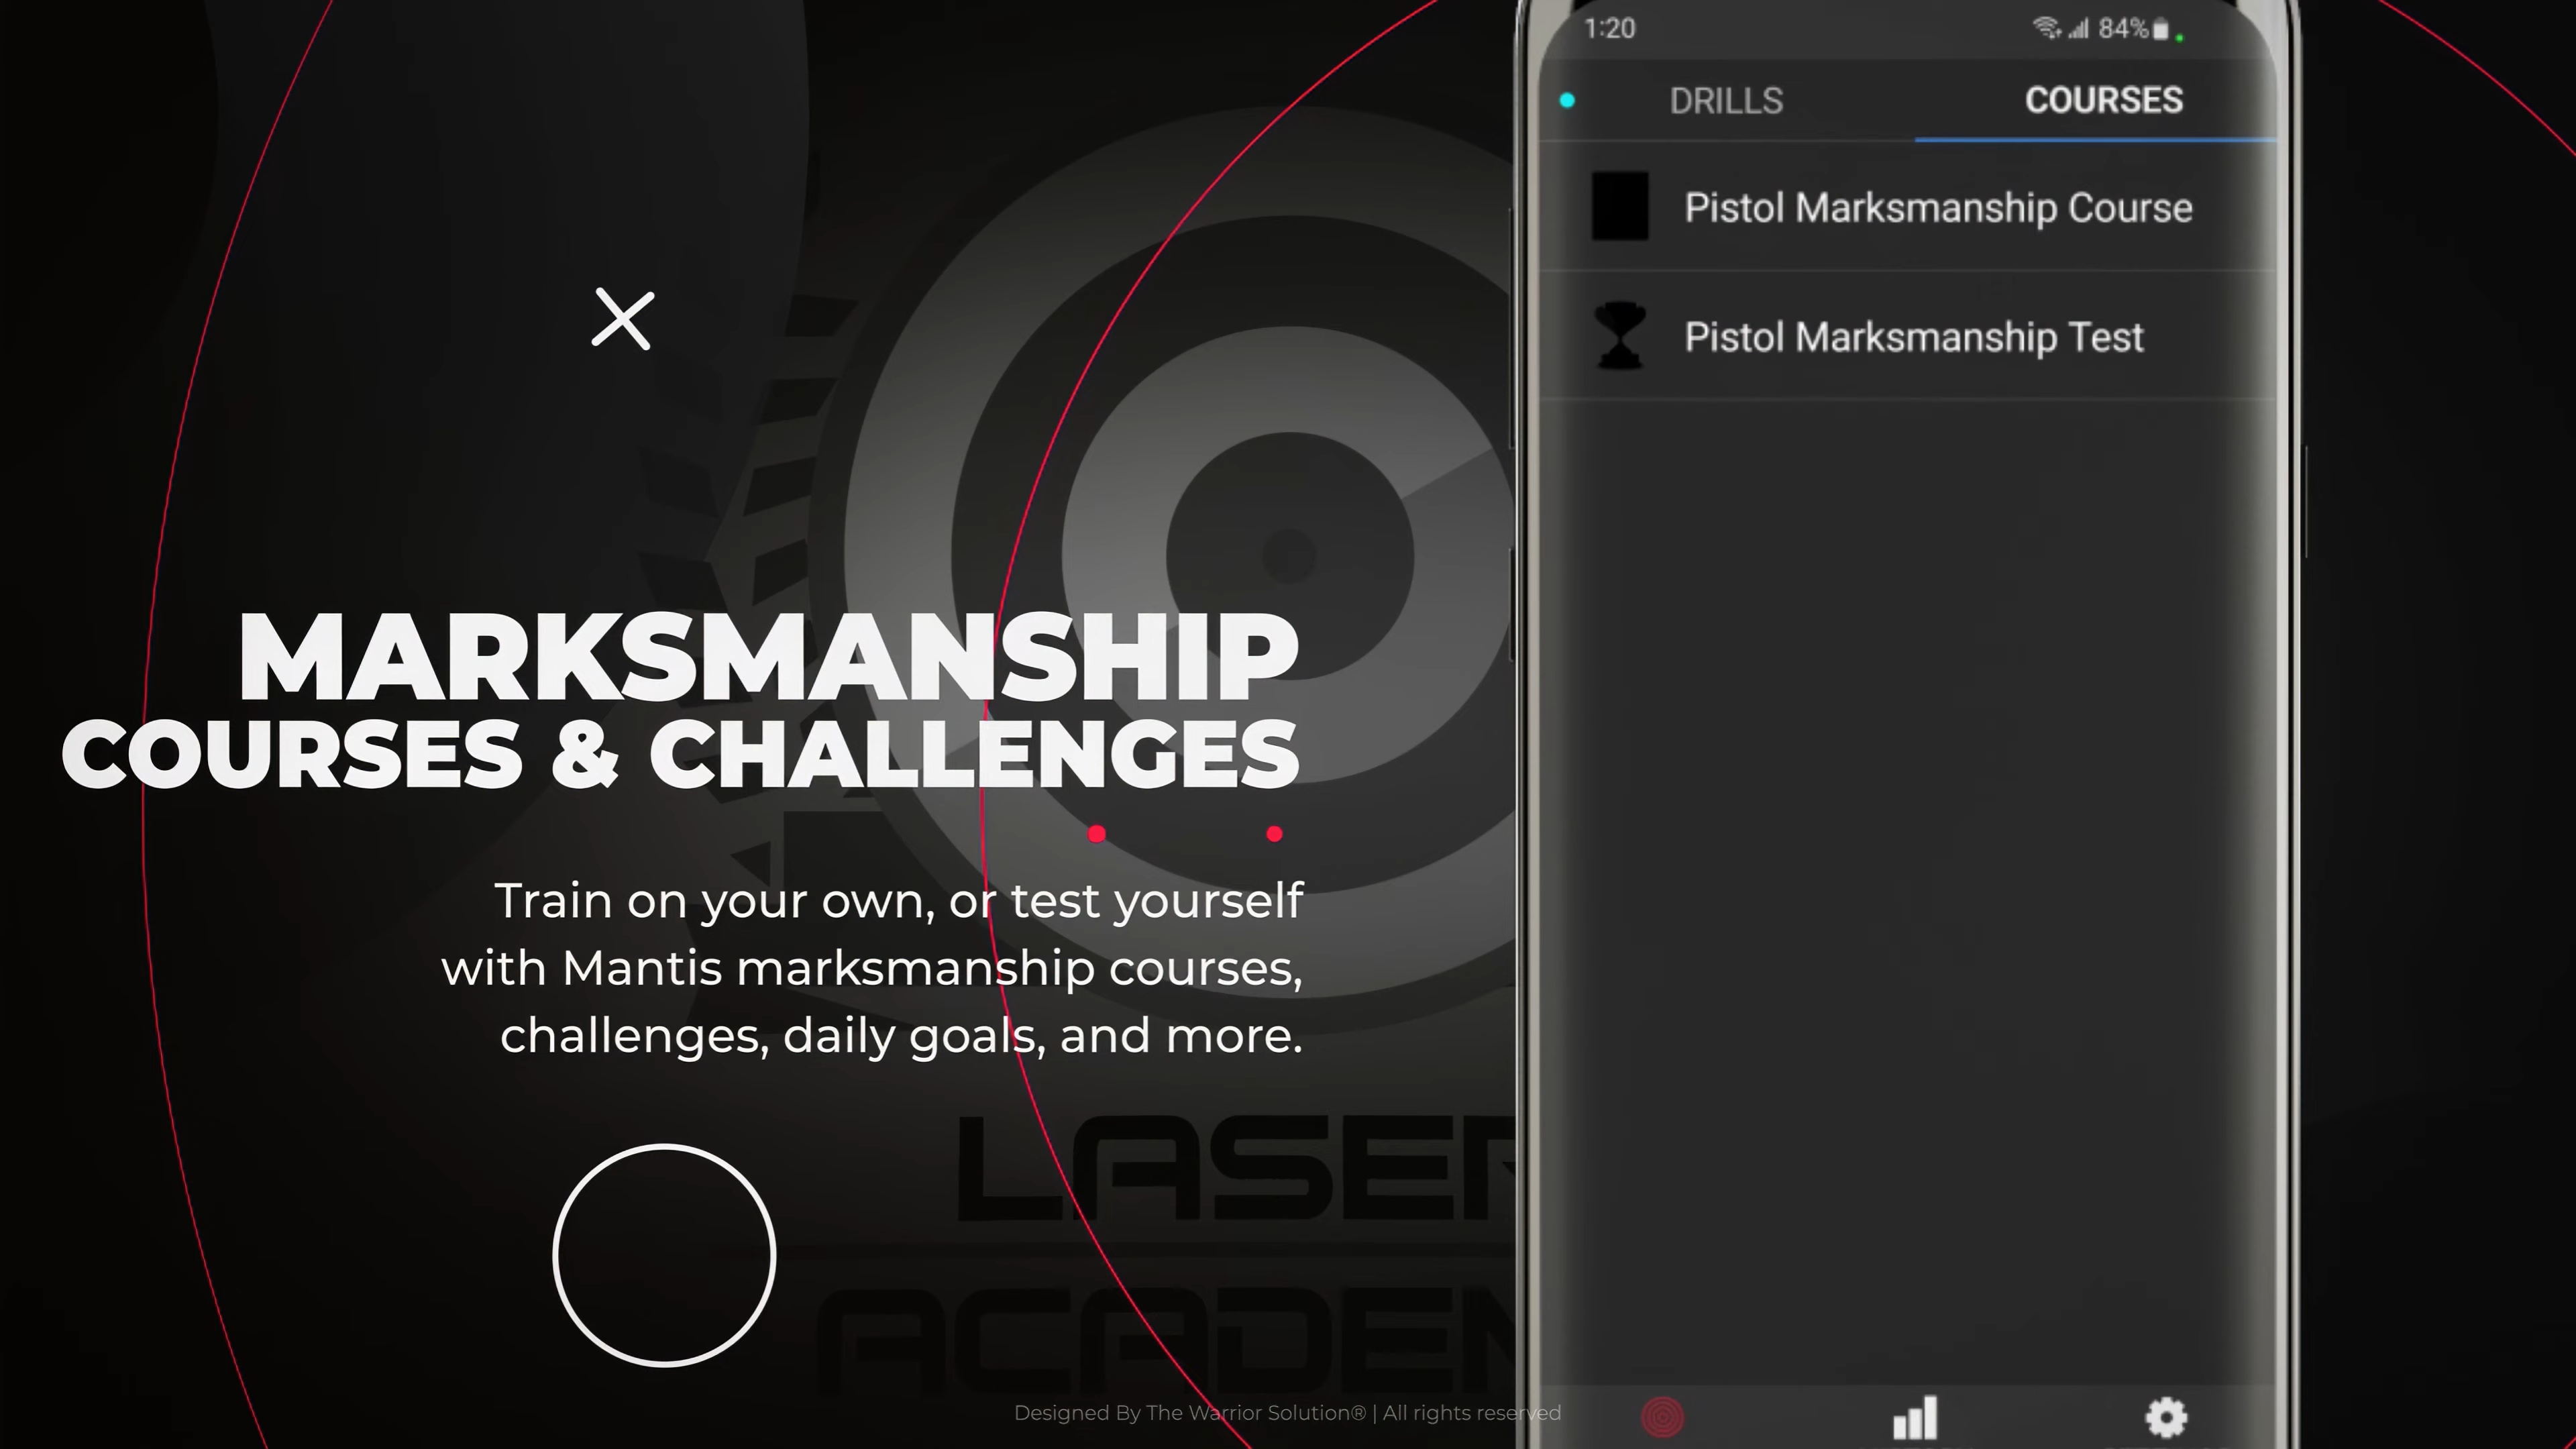 MARKSMANSHIP
COURSES & CHALLENGES
Train on your own, or test yourself
with Mantis marksmanship courses,
challenges, daily goals, and more.
LASER
ACADEM
Designed By The Warrior Solution® | All rights reserved
1:20
84%
DRILLS
COURSES
Pistol Marksmanship Course
Pistol Marksmanship Test